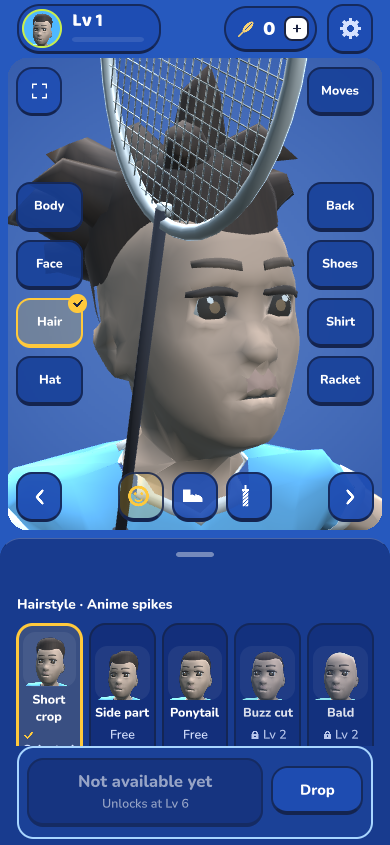 Lv 1
0
+
Moves
Body
Back
Face
Shoes
Hair
Shirt
Hat
Racket
Hairstyle · Anime spikes
Short crop
Side part
Ponytail
Buzz cut
Bald
Free
Free
Lv 2
Lv 2
Not available yet
Unlocks at Lv 6
Drop